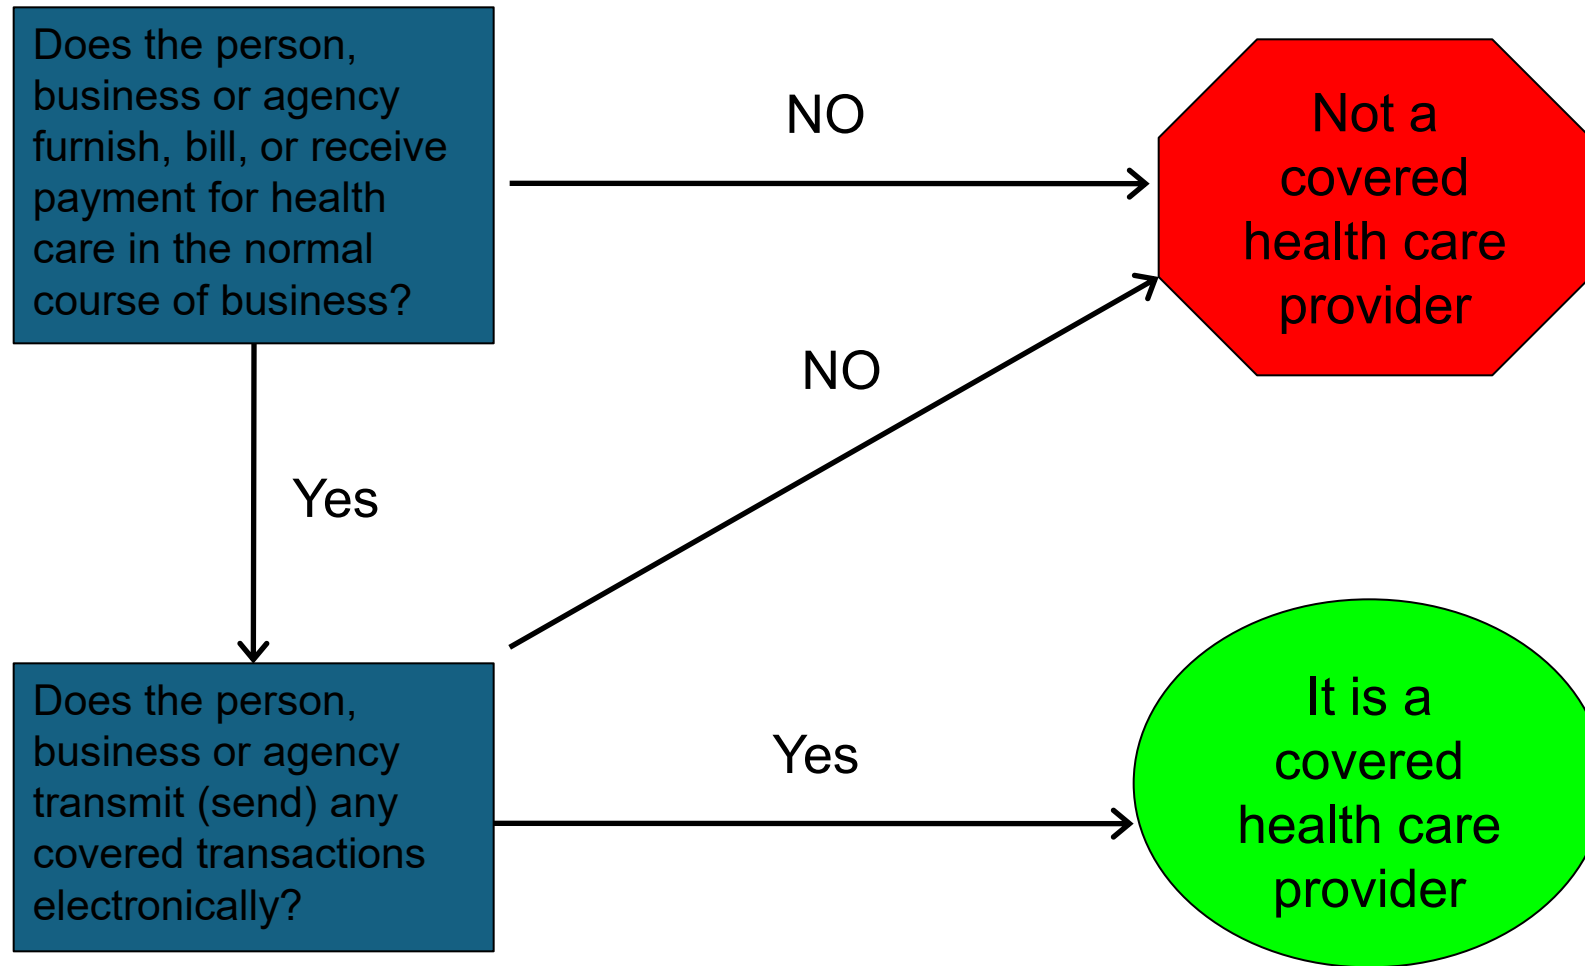 Does the person,
business or agency
furnish, bill, or receive
payment for health
care in the normal
course of business?
NO
Not a
covered
health care
provider
NO
Yes
Does the person,
business or agency
transmit (send) any
covered transactions
electronically?
Yes
It is a
covered
health care
provider